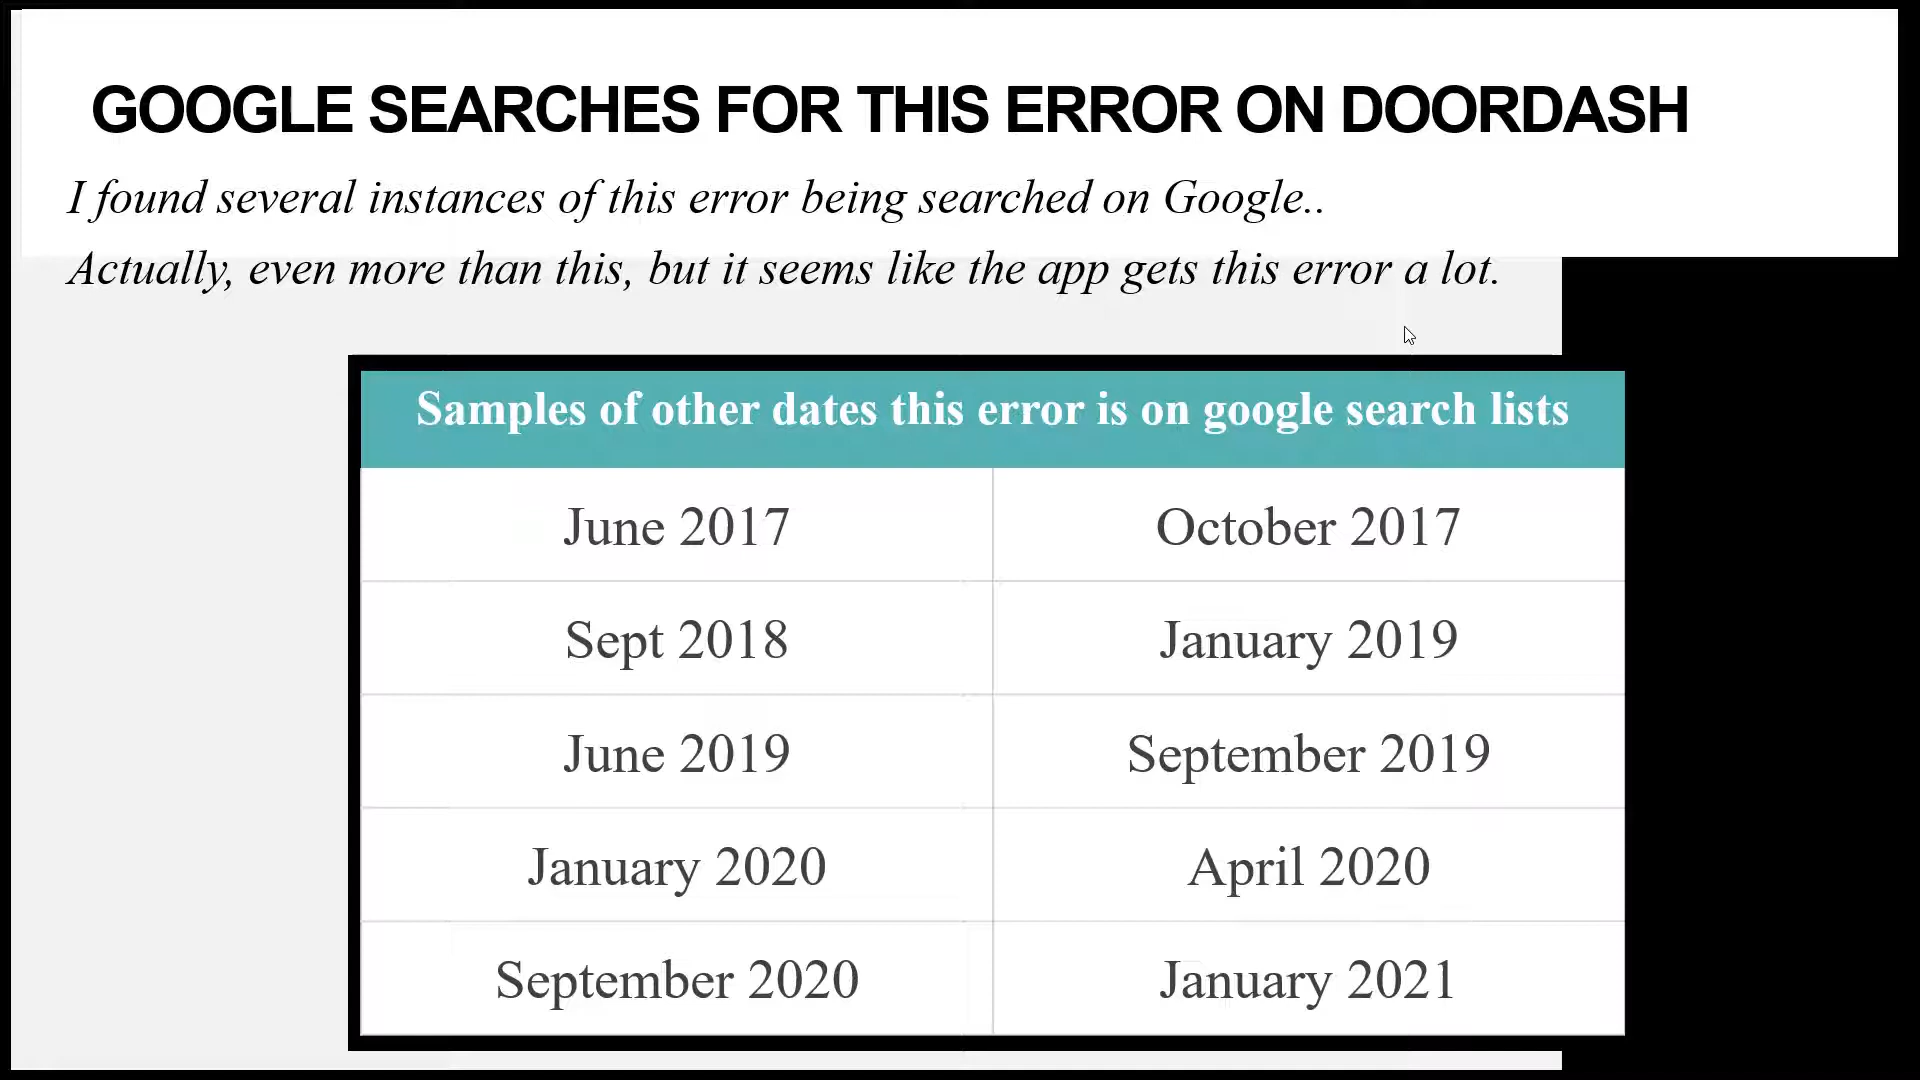 GOOGLE SEARCHES FOR THIS ERROR ON DOORDASH
I found several instances of this error being searched on Google..
Actually, even more than this, but it seems like the app gets this error a lot.
Samples of other dates this error is on google search lists
June 2017 October 2017
Sept 2018 January 2019
June 2019 September 2019
January 2020 April 2020
September 2020 January 2021